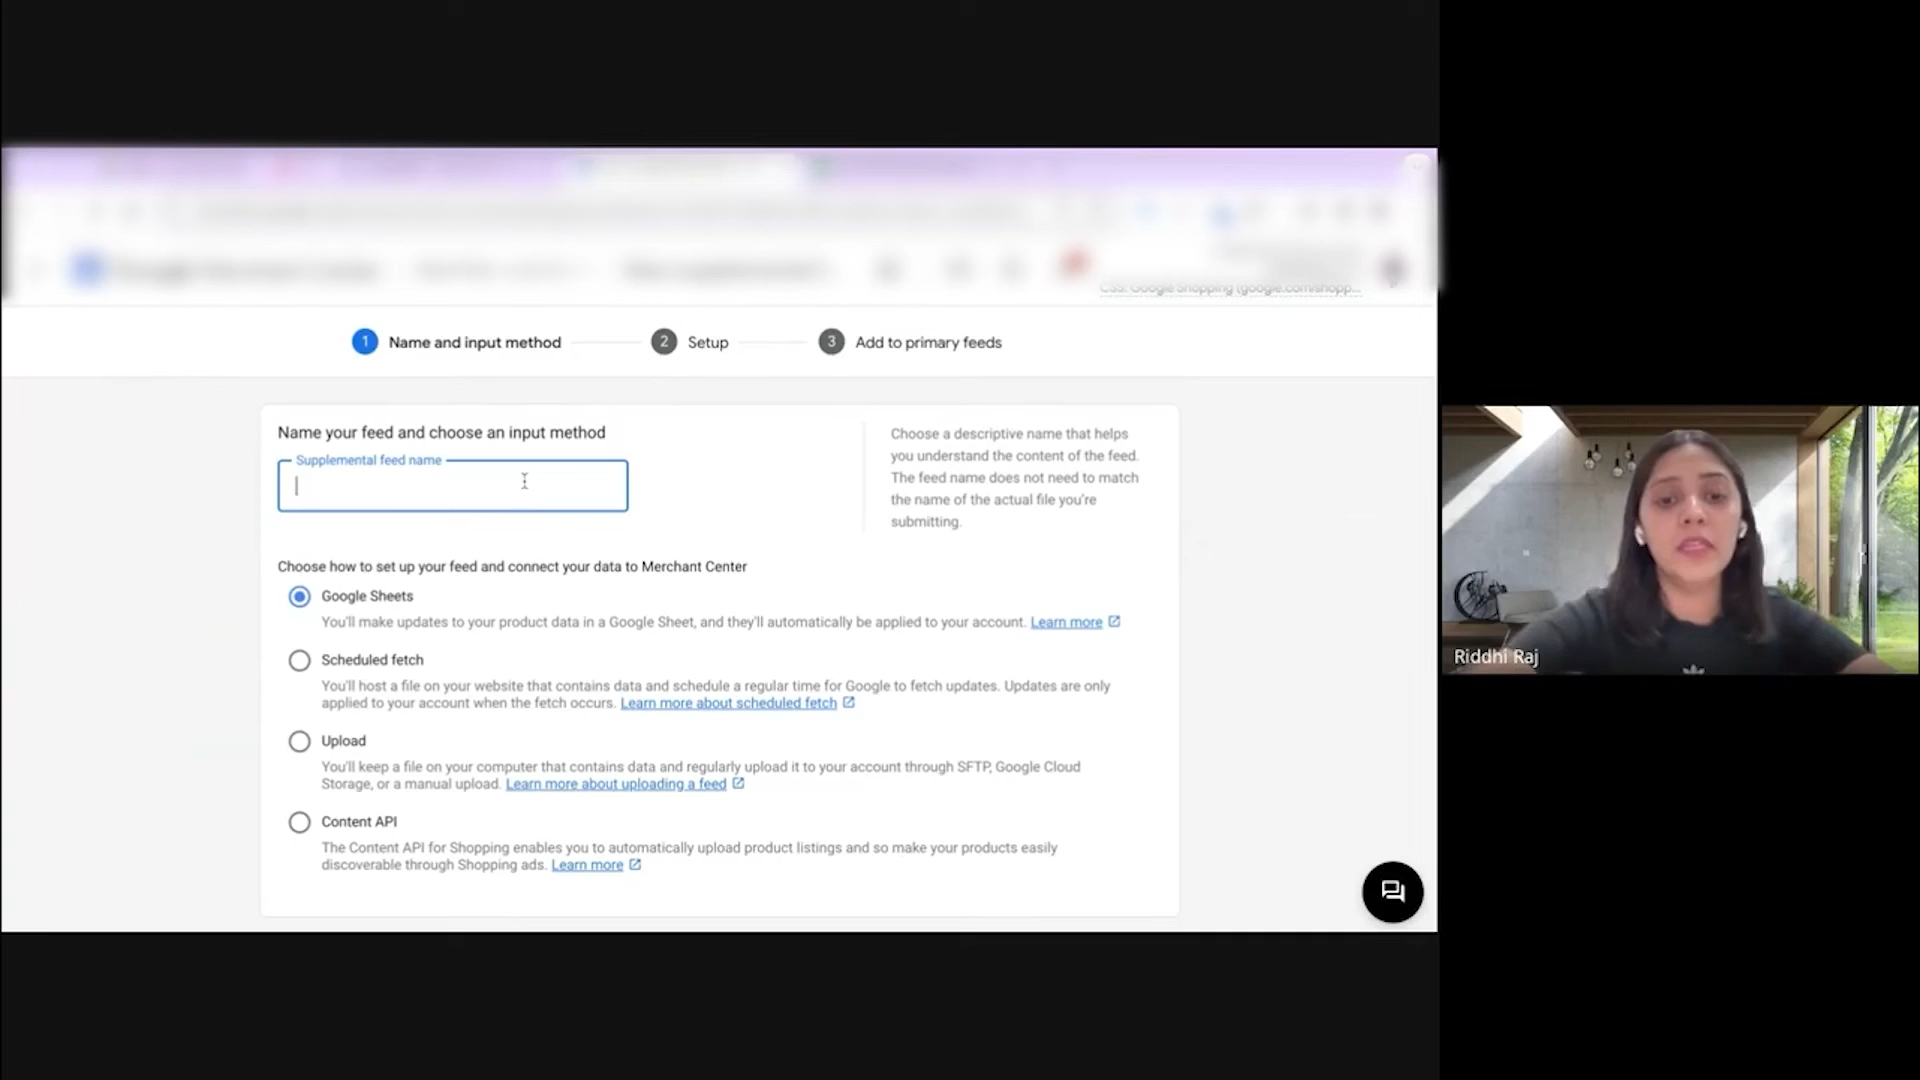 CSS: Google Shopping (google.com/shopp...
1 Name and input method 2 Setup 3 Add to primary feeds
Name your feed and choose an input method
Supplemental feed name
Choose a descriptive name that helps
you understand the content of the feed.
The feed name does not need to match
the name of the actual file you're
submitting.
Choose how to set up your feed and connect your data to Merchant Center
Google Sheets
You'll make updates to your product data in a Google Sheet, and they'll automatically be applied to your account. Learn more
Scheduled fetch
You'll host a file on your website that contains data and schedule a regular time for Google to fetch updates. Updates are only
applied to your account when the fetch occurs. Learn more about scheduled fetch
Upload
You'll keep a file on your computer that contains data and regularly upload it to your account through SFTP, Google Cloud
Storage, or a manual upload. Learn more about uploading a feed
Content API
The Content API for Shopping enables you to automatically upload product listings and so make your products easily
discoverable through Shopping ads. Learn more
Riddhi Raj